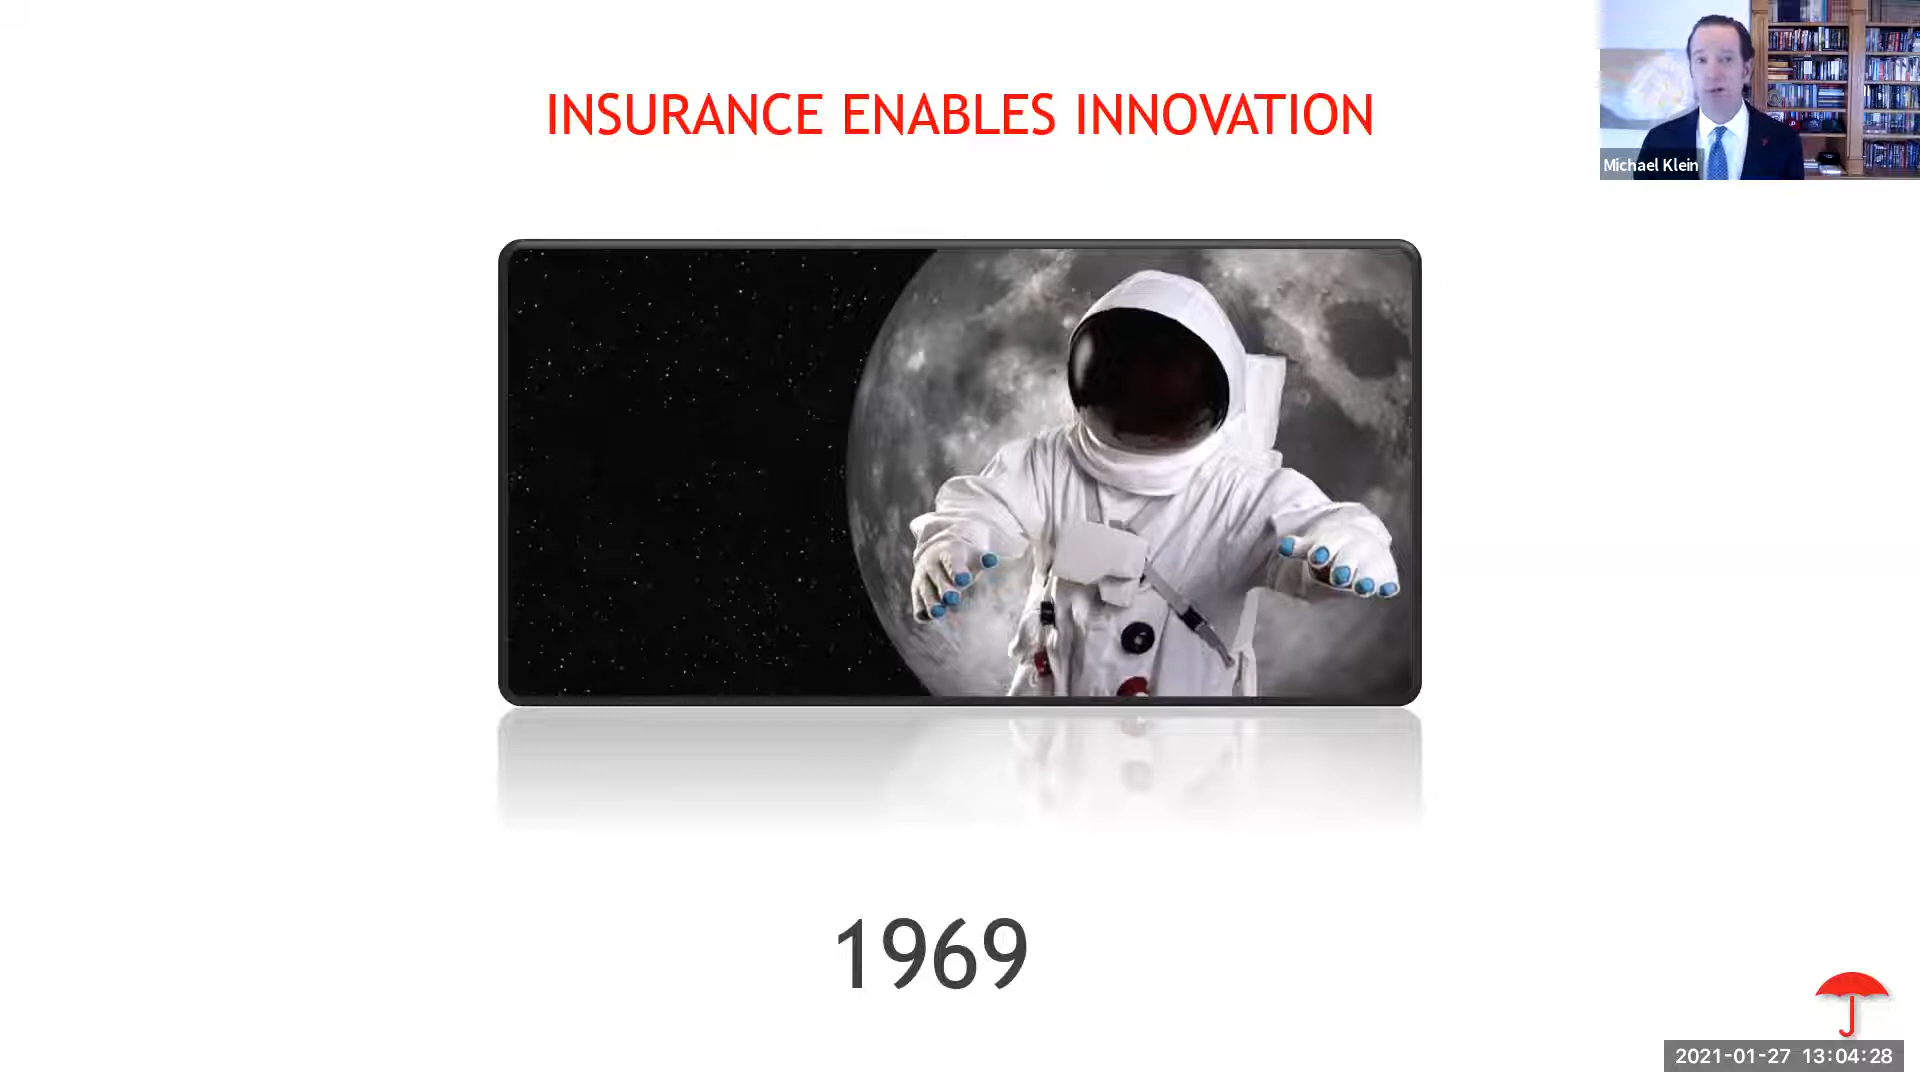 INSURANCE ENABLES INNOVATION
Michael Klein
1969
2021-01-27 13:04:28